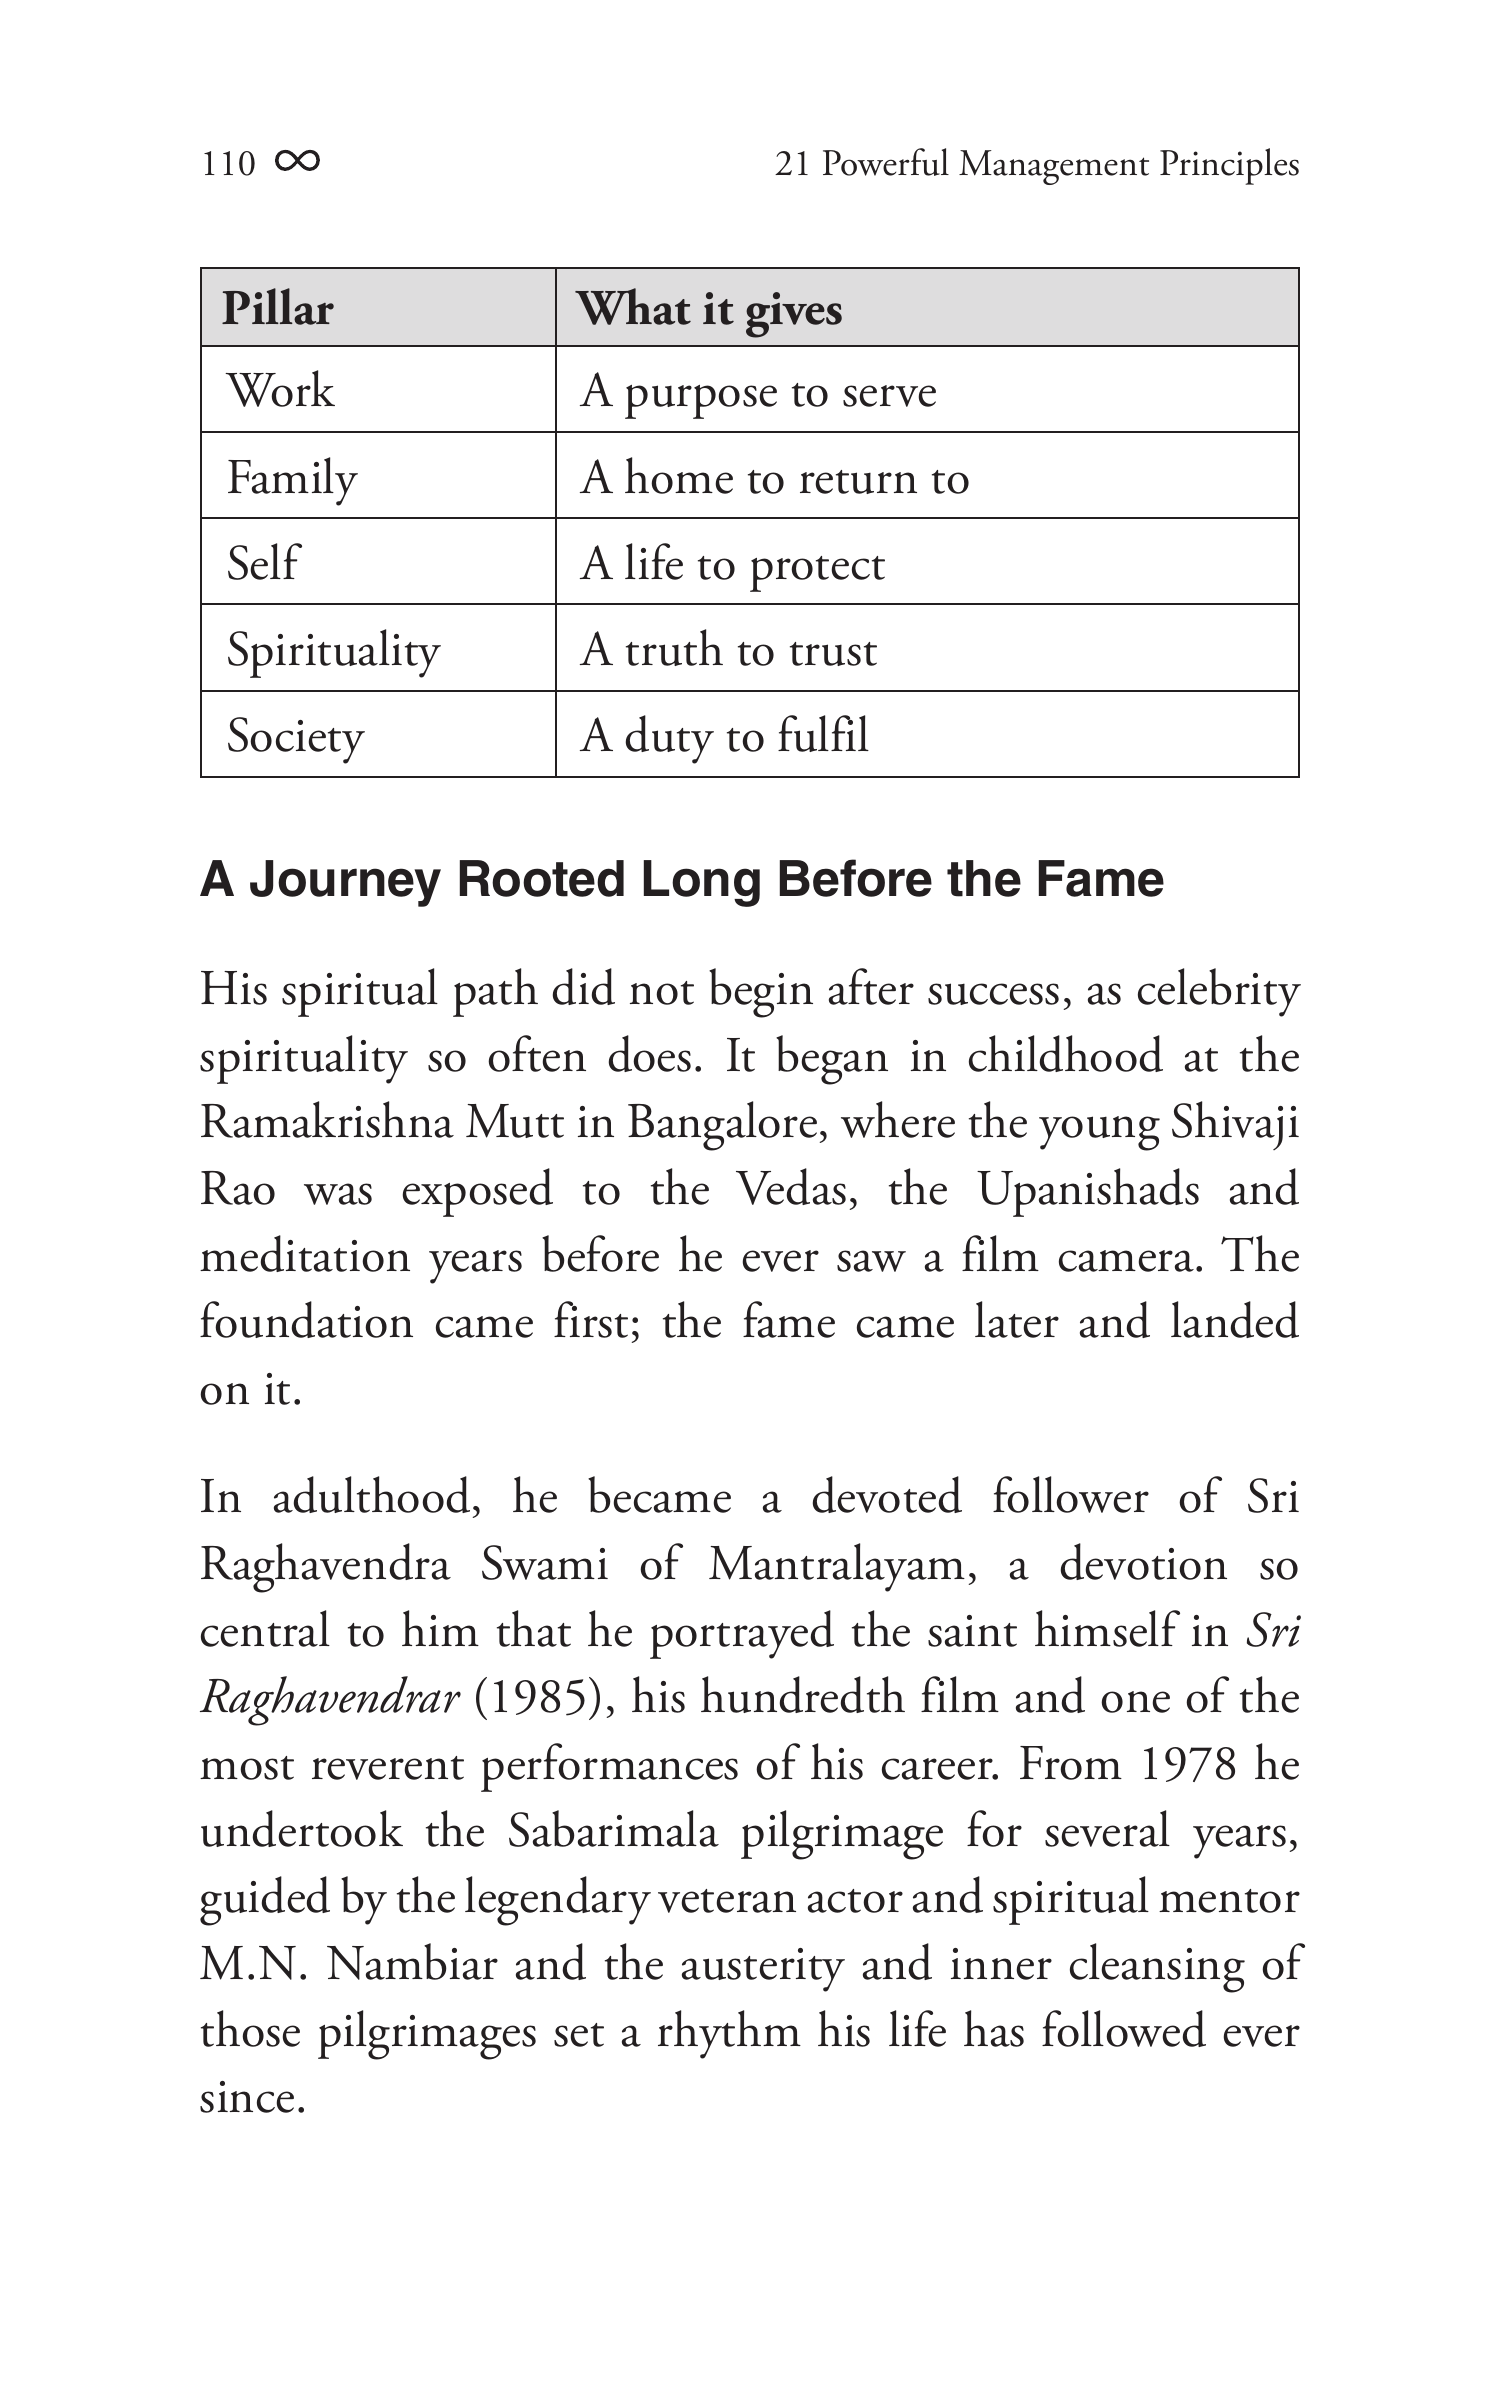 110 ∞ 21 Powerful Management Principles
Pillar What it gives
Work A purpose to serve
Family A home to return to
Self A life to protect
Spirituality A truth to trust
Society A duty to fulfil
A Journey Rooted Long Before the Fame
His spiritual path did not begin after success, as celebrity
spirituality so often does. It began in childhood at the
Ramakrishna Mutt in Bangalore, where the young Shivaji
Rao was exposed to the Vedas, the Upanishads and
meditation years before he ever saw a film camera. The
foundation came first; the fame came later and landed
on it.
In adulthood, he became a devoted follower of Sri
Raghavendra Swami of Mantralayam, a devotion so
central to him that he portrayed the saint himself in Sri
Raghavendrar (1985), his hundredth film and one of the
most reverent performances of his career. From 1978 he
undertook the Sabarimala pilgrimage for several years,
guided by the legendary veteran actor and spiritual mentor
M.N. Nambiar and the austerity and inner cleansing of
those pilgrimages set a rhythm his life has followed ever
since.